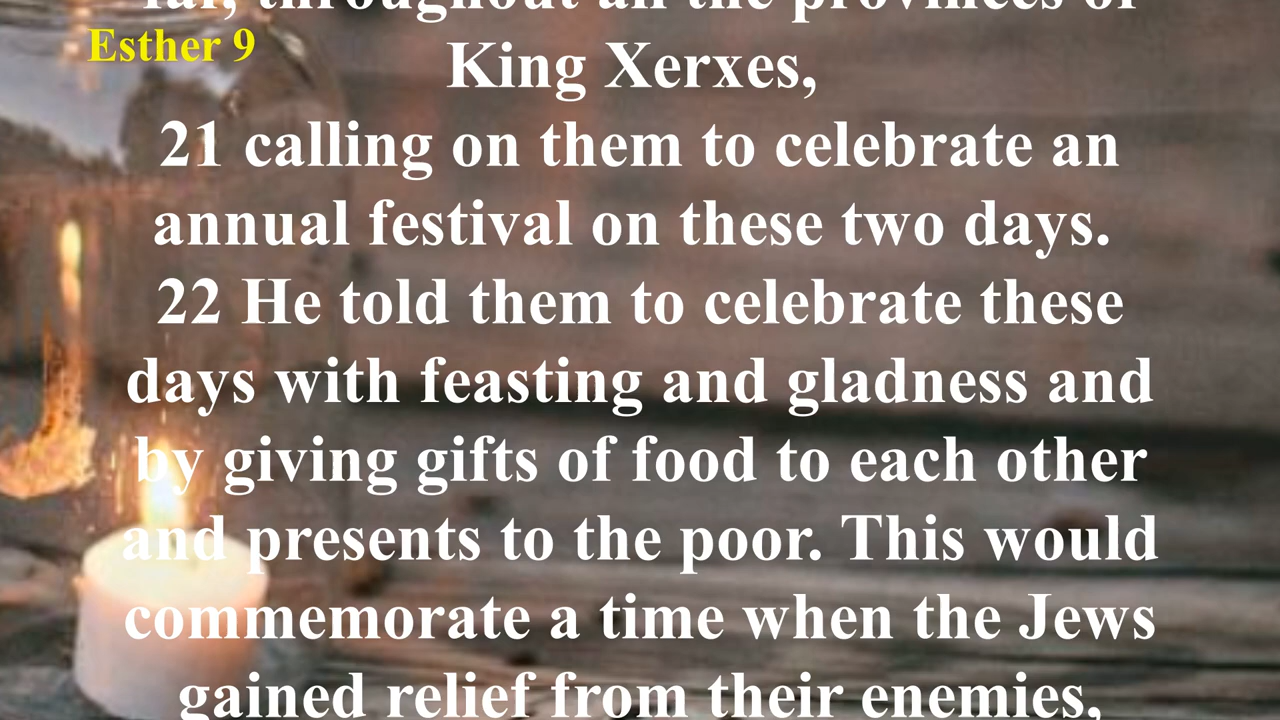 far, throughout all the provinces of
Esther 9
King Xerxes,
21 calling on them to celebrate an
annual festival on these two days.
22 He told them to celebrate these
days with feasting and gladness and
by giving gifts of food to each other
and presents to the poor. This would
commemorate a time when the Jews
gained relief from their enemies,